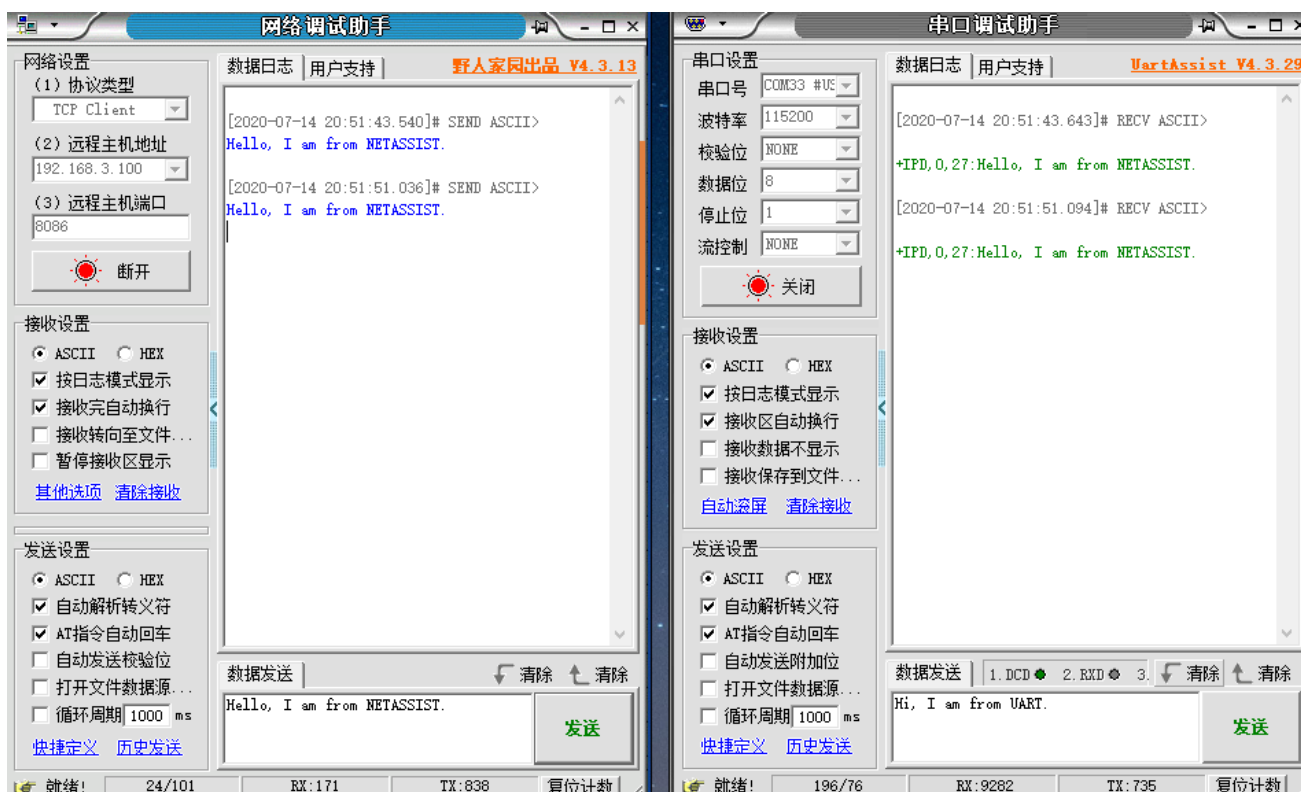 网络调试助手
网络设置
(1) 协议类型
TCP Client
(2) 远程主机地址
192.168.3.100
(3) 远程主机端口
8086
断开
接收设置
ASCII HEX
按日志模式显示
接收完自动换行
接收转向至文件...
暂停接收区显示
其他选项 清除接收
发送设置
ASCII HEX
自动解析转义符
AT指令自动回车
自动发送校验位
打开文件数据源...
循环周期 1000 ms
快捷定义 历史发送
数据日志 用户支持 野人家园出品 V4.3.13
[2020-07-14 20:51:43.540]# SEND ASCII>
Hello, I am from NETASSIST.
[2020-07-14 20:51:51.036]# SEND ASCII>
Hello, I am from NETASSIST.
数据发送 清除 清除
Hello, I am from NETASSIST.
发送
就绪! 24/101 RX:171 TX:838 复位计数
串口调试助手
串口设置
串口号 COM33 #US
波特率 115200
校验位 NONE
数据位 8
停止位 1
流控制 NONE
关闭
接收设置
ASCII HEX
按日志模式显示
接收区自动换行
接收数据不显示
接收保存到文件...
自动滚屏 清除接收
发送设置
ASCII HEX
自动解析转义符
AT指令自动回车
自动发送附加位
打开文件数据源...
循环周期 1000 ms
快捷定义 历史发送
数据日志 用户支持 UartAssist V4.3.29
[2020-07-14 20:51:43.643]# RECV ASCII>
+IPD,0,27:Hello, I am from NETASSIST.
[2020-07-14 20:51:51.094]# RECV ASCII>
+IPD,0,27:Hello, I am from NETASSIST.
数据发送 1.DCD 2.RXD 3. 清除 清除
Hi, I am from UART.
发送
就绪! 196/76 RX:9282 TX:735 复位计数